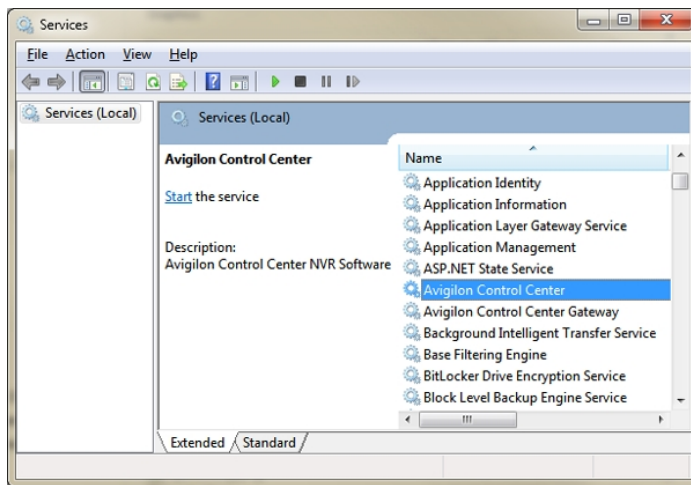 Services
File Action View Help
Services (Local)
Services (Local)
Avigilon Control Center
Start the service
Description:
Avigilon Control Center NVR Software
Name
Application Identity
Application Information
Application Layer Gateway Service
Application Management
ASP.NET State Service
Avigilon Control Center
Avigilon Control Center Gateway
Background Intelligent Transfer Service
Base Filtering Engine
BitLocker Drive Encryption Service
Block Level Backup Engine Service
Extended
Standard